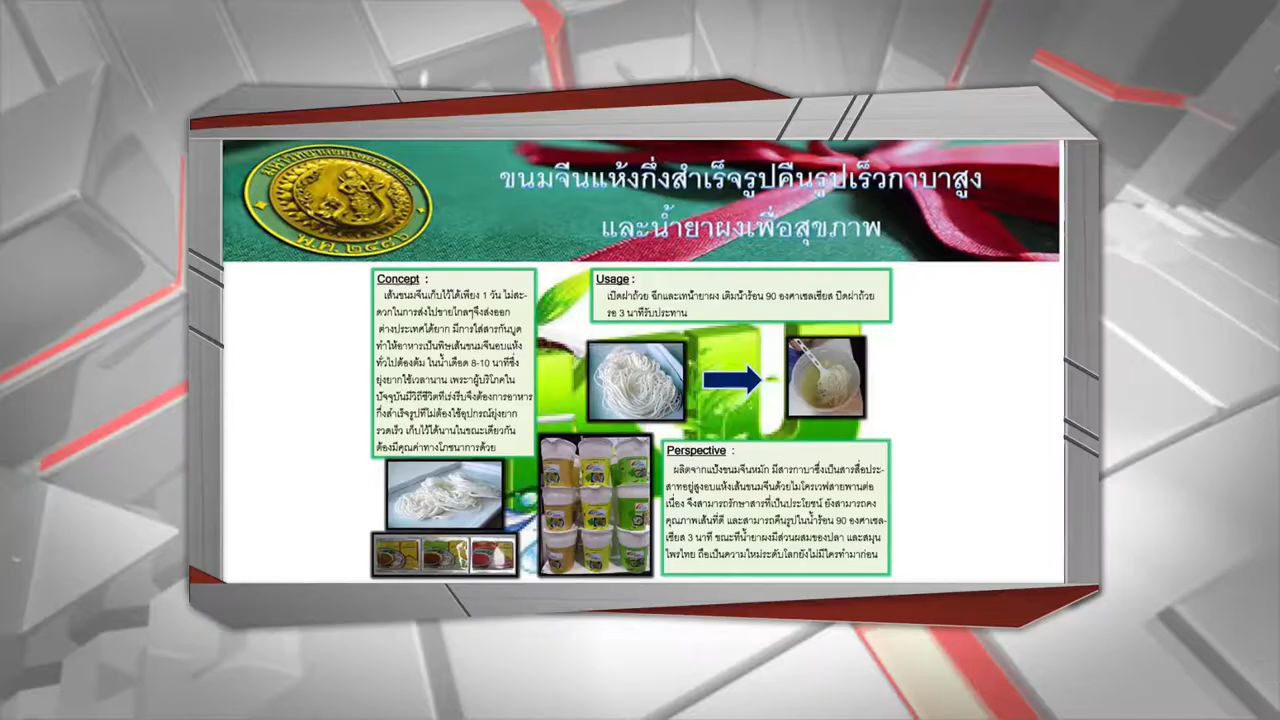 มหาวิทยาลัยเกษตรศาสตร์
พ.ศ. ๒๔๘๖
ขนมจีนแห้งกึ่งสำเร็จรูปคืนรูปเร็วกาบาสูง
และน้ำยาผงเพื่อสุขภาพ
Concept :
เส้นขนมจีนเก็บไว้ได้เพียง 1 วัน ไม่สะ-
ดวกในการส่งไปขายไกลๆจึงส่งออก
ต่างประเทศได้ยาก มีการใส่สารกันบูด
ทำให้อาหารเป็นพิษเส้นขนมจีนอบแห้ง
ทั่วไปต้องต้ม ในน้ำเดือด 8-10 นาทีซึ่ง
ยุ่งยากใช้เวลานาน เพราะผู้บริโภคใน
ปัจจุบันมีวิถีชีวิตที่เร่งรีบจึงต้องการอาหาร
กึ่งสำเร็จรูปที่ไม่ต้องใช้อุปกรณ์ยุ่งยาก
รวดเร็ว เก็บไว้ได้นานในขณะเดียวกัน
ต้องมีคุณค่าทางโภชนาการด้วย
Usage :
เปิดฝาถ้วย ฉีกและเทน้ำยาผง เติมน้ำร้อน 90 องศาเซลเซียส ปิดฝาถ้วย
รอ 3 นาทีรับประทาน
Perspective :
ผลิตจากแป้งขนมจีนหมัก มีสารกาบาซึ่งเป็นสารสื่อประ-
สาทอยู่สูงอบแห้งเส้นขนมจีนด้วยไมโครเวฟสายพานต่อ
เนื่อง จึงสามารถรักษาสารที่เป็นประโยชน์ ยังสามารถคง
คุณภาพเส้นที่ดี และสามารถคืนรูปในน้ำร้อน 90 องศาเซล-
เซียส 3 นาที ขณะที่น้ำยาผงมีส่วนผสมของปลา และสมุน
ไพรไทย ถือเป็นความใหม่ระดับโลกยังไม่มีใครทำมาก่อน